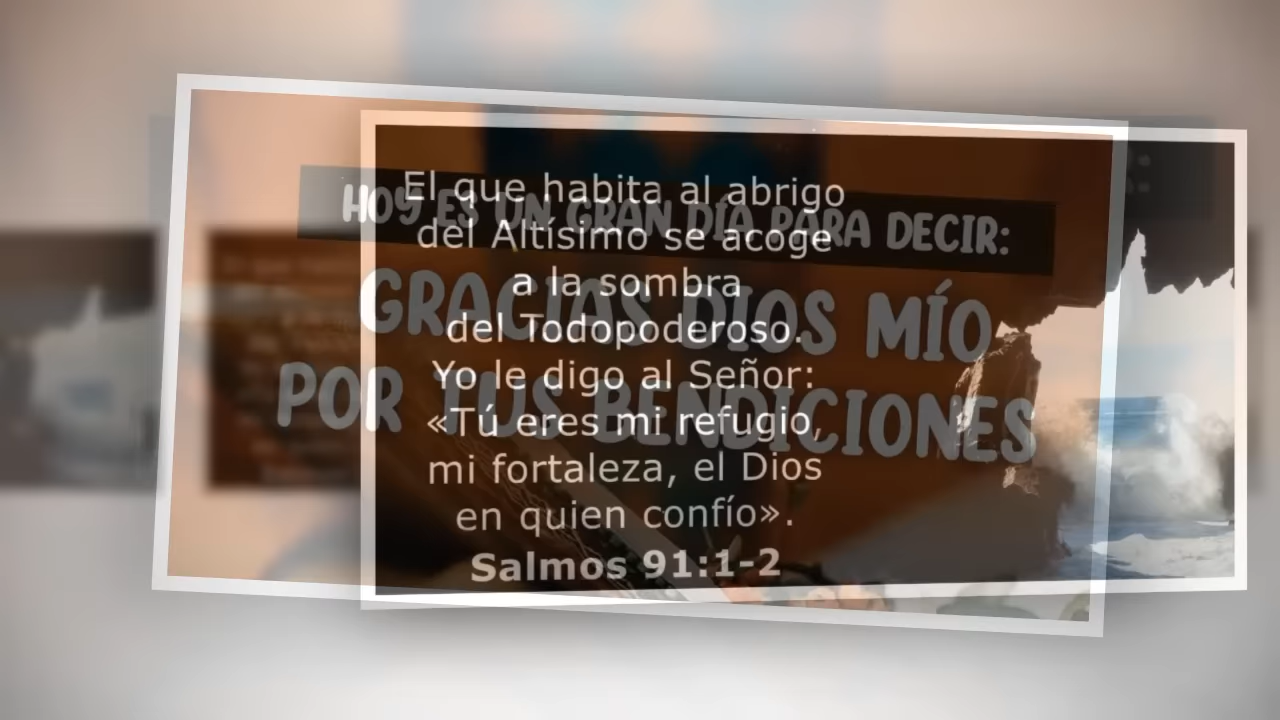 HOY ES UN GRAN DÍA PARA DECIR:
GRACIAS DIOS MÍO
POR TUS BENDICIONES
El que habita al abrigo
del Altísimo se acoge
a la sombra
del Todopoderoso.
Yo le digo al Señor:
«Tú eres mi refugio,
mi fortaleza, el Dios
en quien confío».
Salmos 91:1-2